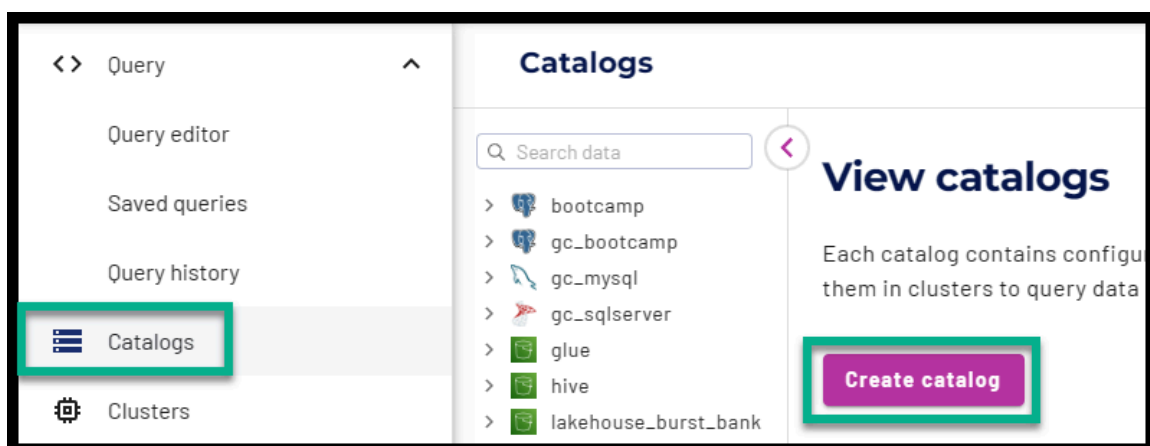 Query
Query editor
Saved queries
Query history
Catalogs
Clusters
Catalogs
Search data
bootcamp
gc_bootcamp
gc_mysql
gc_sqlserver
glue
hive
lakehouse_burst_bank
View catalogs
Each catalog contains configu
them in clusters to query data
Create catalog